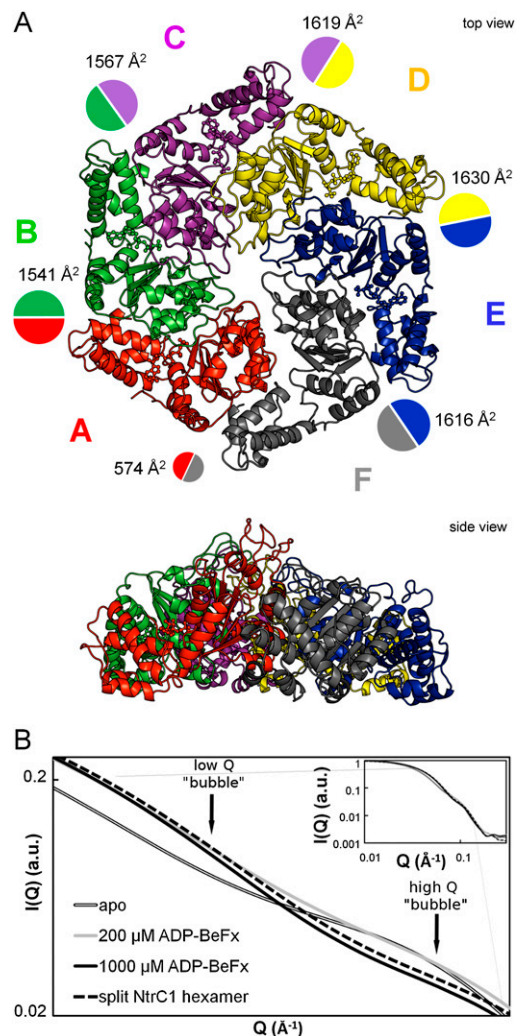 A
top view
1567 Å²
C
1619 Å²
D
1630 Å²
B
1541 Å²
E
A
1616 Å²
574 Å²
F
side view
B
I(Q) (a.u.)
0.2
0.02
low Q
"bubble"
high Q
"bubble"
apo
200 µM ADP-BeFx
1000 µM ADP-BeFx
split NtrC1 hexamer
Q (Å⁻¹)
I(Q) (a.u.)
1
0.1
0.01
0.001
0.01
0.1
Q (Å⁻¹)